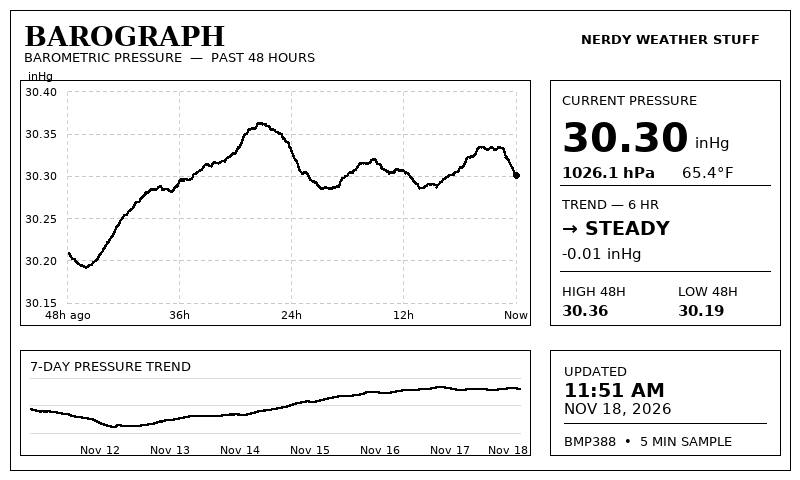 BAROGRAPH
BAROMETRIC PRESSURE — PAST 48 HOURS
NERDY WEATHER STUFF
inHg
30.40
30.35
30.30
30.25
30.20
30.15
48h ago 36h 24h 12h Now
CURRENT PRESSURE
30.30 inHg
1026.1 hPa 65.4°F
TREND — 6 HR
→ STEADY
-0.01 inHg
HIGH 48H LOW 48H
30.36 30.19
7-DAY PRESSURE TREND
Nov 12 Nov 13 Nov 14 Nov 15 Nov 16 Nov 17 Nov 18
UPDATED
11:51 AM
NOV 18, 2026
BMP388 • 5 MIN SAMPLE